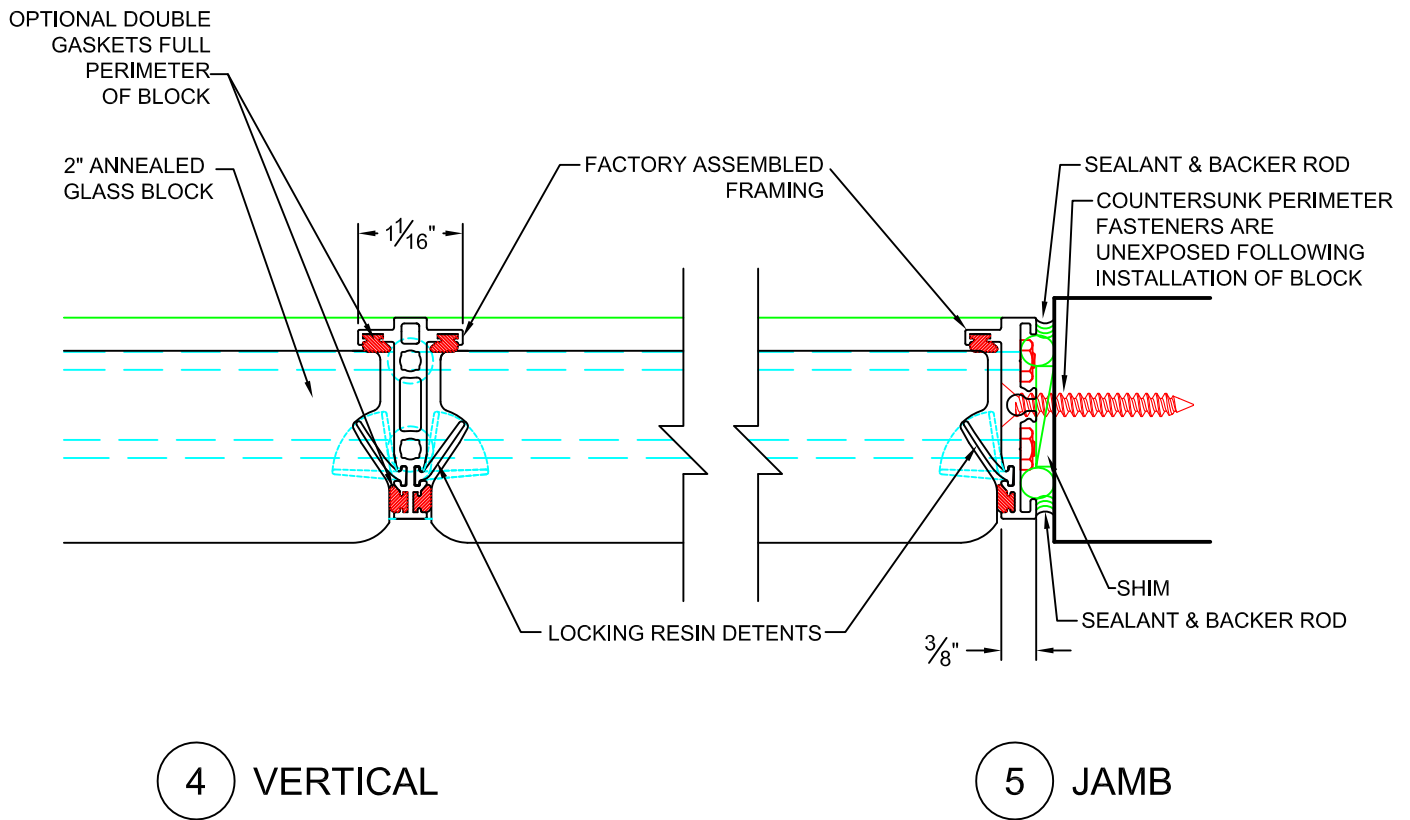 OPTIONAL DOUBLE
GASKETS FULL
PERIMETER
OF BLOCK
2" ANNEALED
GLASS BLOCK
1 1/16"
FACTORY ASSEMBLED
FRAMING
SEALANT & BACKER ROD
COUNTERSUNK PERIMETER
FASTENERS ARE
UNEXPOSED FOLLOWING
INSTALLATION OF BLOCK
LOCKING RESIN DETENTS
SHIM
SEALANT & BACKER ROD
3/8"
4 VERTICAL
5 JAMB